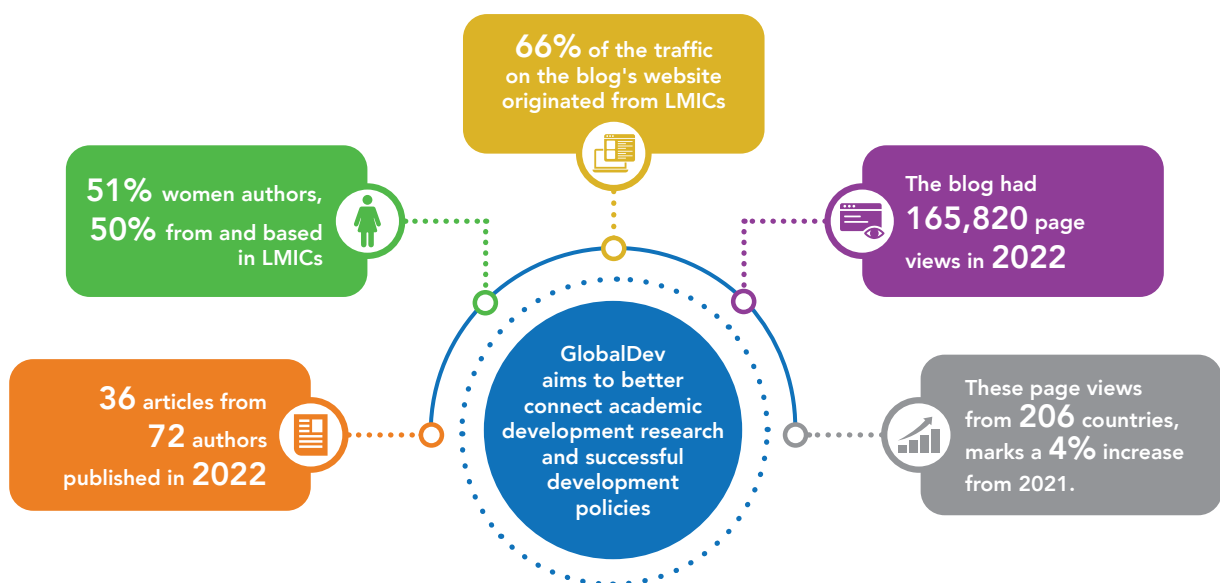 66% of the traffic
on the blog's website
originated from LMICs
51% women authors,
50% from and based
in LMICs
The blog had
165,820 page
views in 2022
36 articles from
72 authors
published in 2022
GlobalDev
aims to better
connect academic
development research
and successful
development
policies
These page views
from 206 countries,
marks a 4% increase
from 2021.